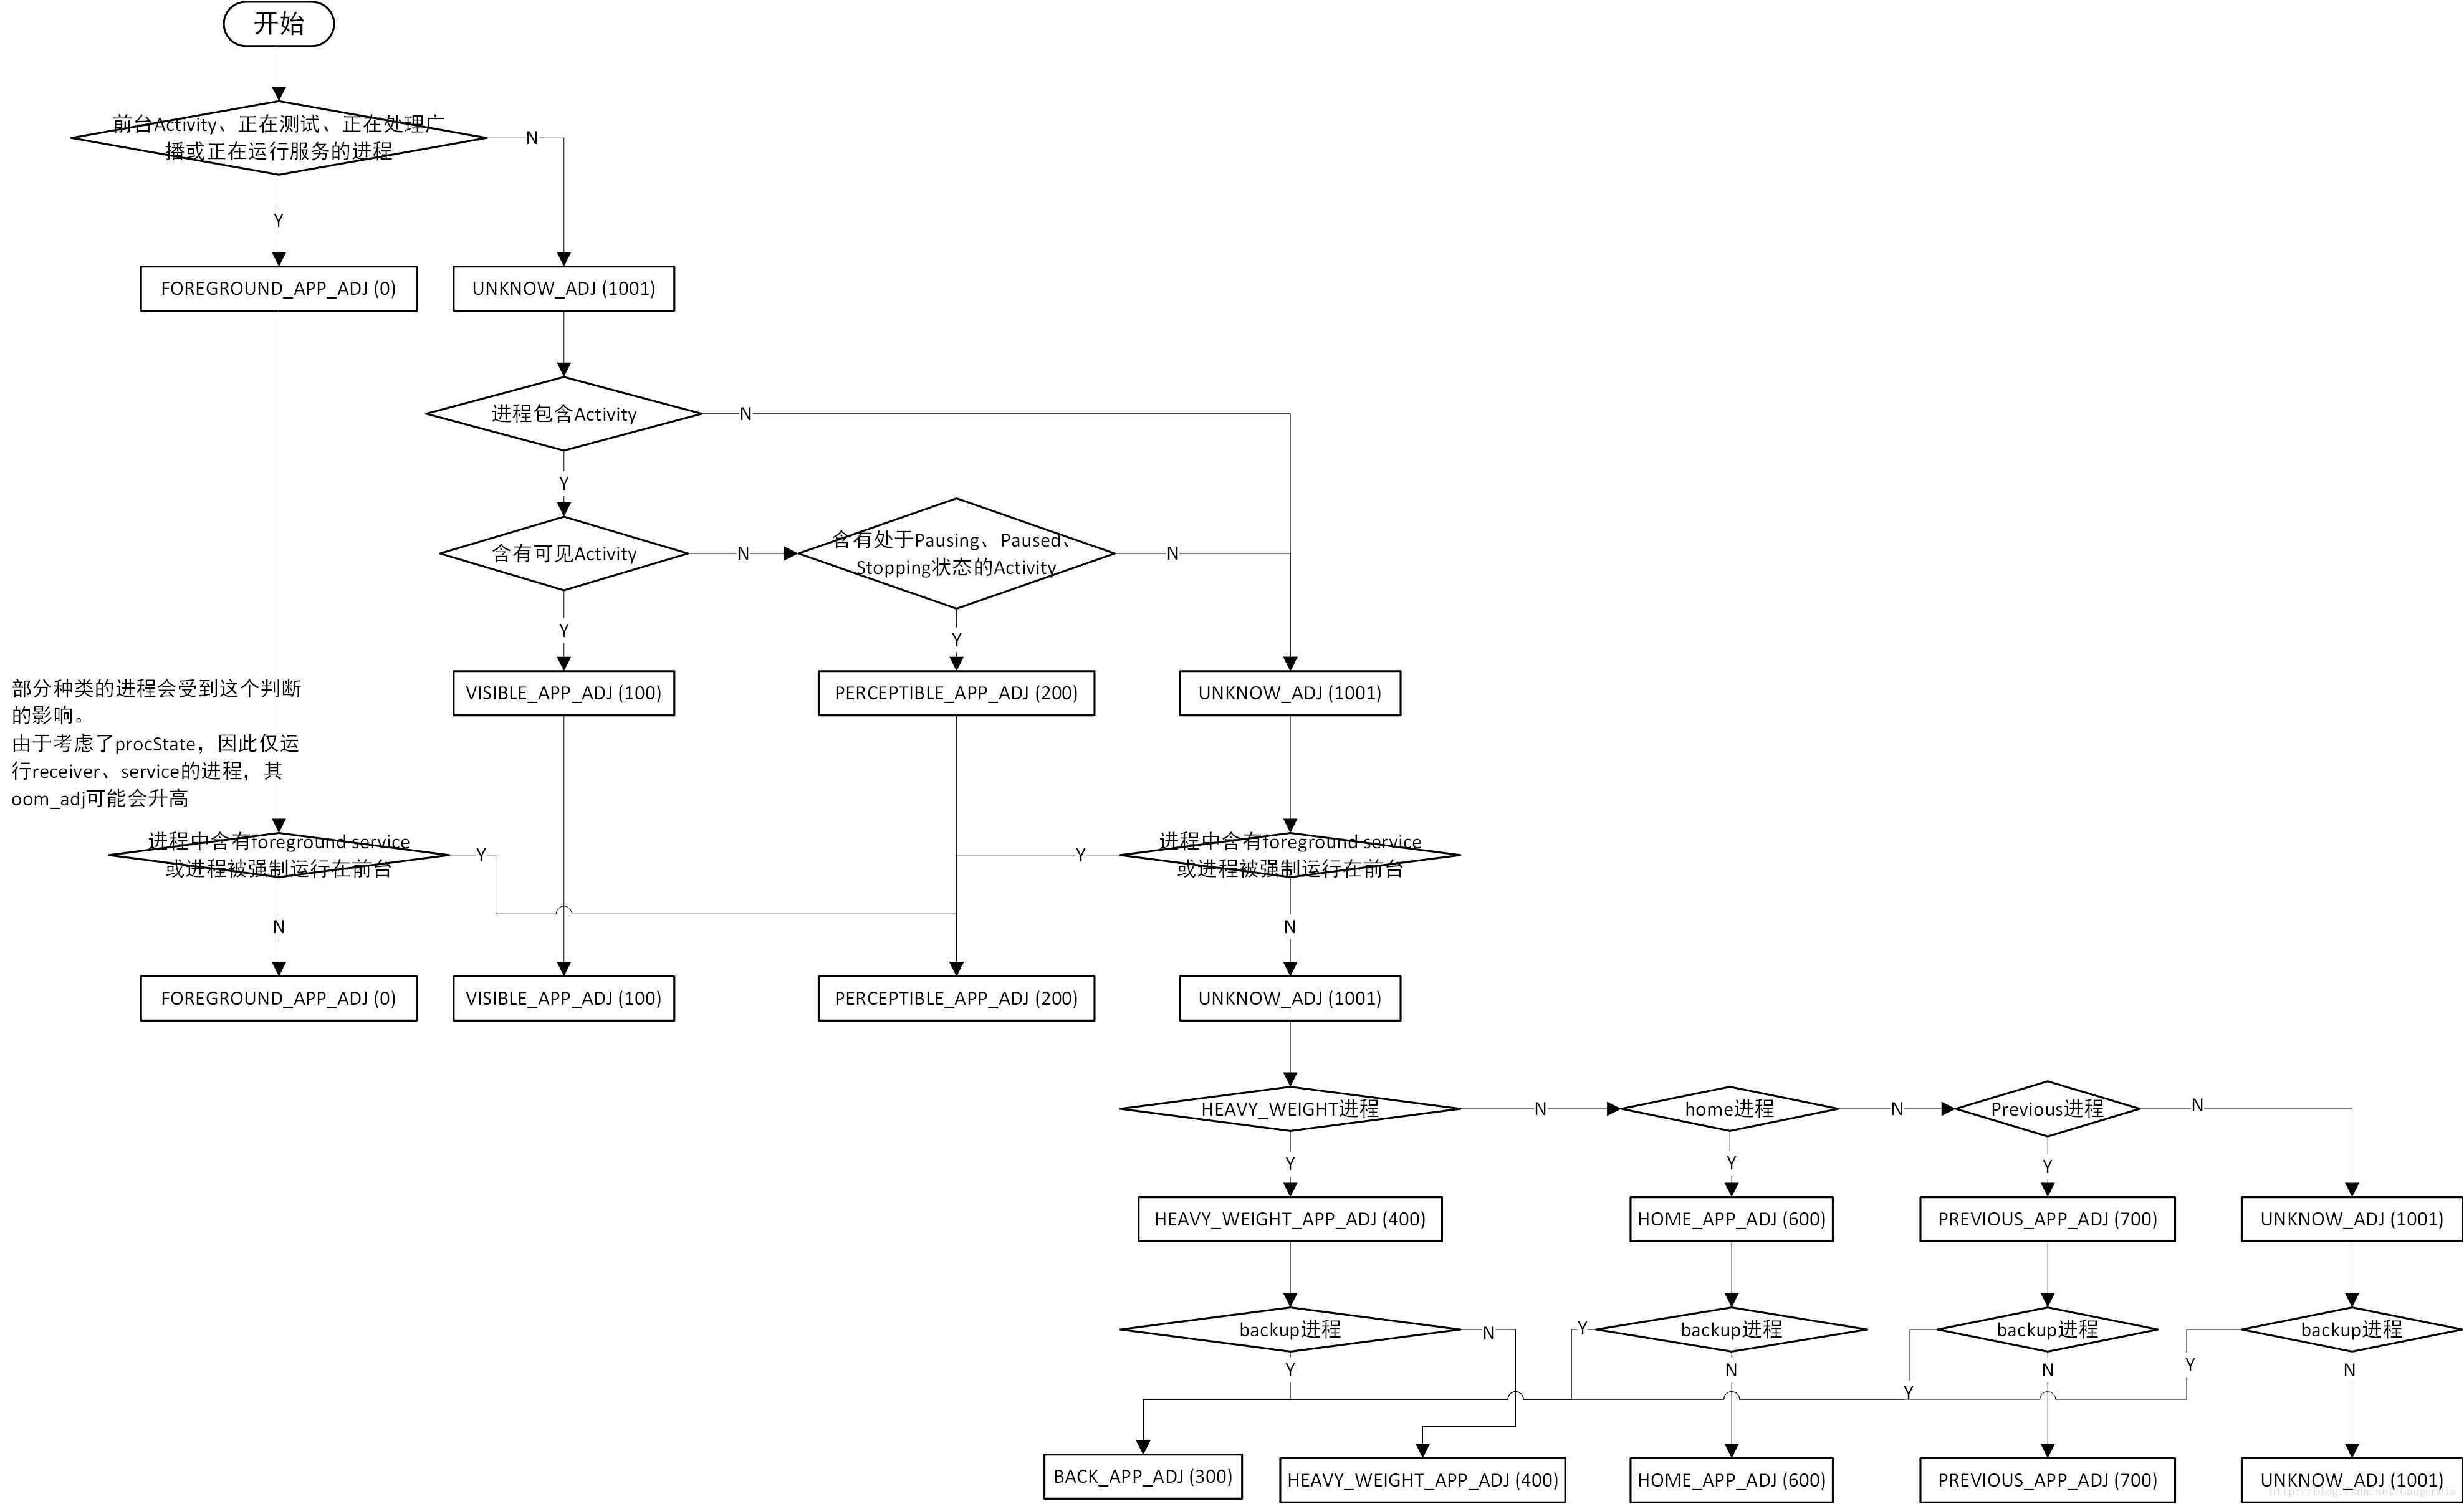 开始
前台Activity、正在测试、正在处理广
播或正在运行服务的进程
N
Y
FOREGROUND_APP_ADJ (0)
UNKNOW_ADJ (1001)
进程包含Activity
N
Y
含有可见Activity
N
含有处于Pausing、Paused、
Stopping状态的Activity
N
Y
Y
VISIBLE_APP_ADJ (100)
PERCEPTIBLE_APP_ADJ (200)
UNKNOW_ADJ (1001)
部分种类的进程会受到这个判断
的影响。
由于考虑了procState，因此仅运
行receiver、service的进程，其
oom_adj可能会升高
进程中含有foreground service
或进程被强制运行在前台
Y
Y
进程中含有foreground service
或进程被强制运行在前台
N
N
FOREGROUND_APP_ADJ (0)
VISIBLE_APP_ADJ (100)
PERCEPTIBLE_APP_ADJ (200)
UNKNOW_ADJ (1001)
HEAVY_WEIGHT进程
N
home进程
N
Previous进程
N
Y
Y
Y
HEAVY_WEIGHT_APP_ADJ (400)
HOME_APP_ADJ (600)
PREVIOUS_APP_ADJ (700)
UNKNOW_ADJ (1001)
backup进程
N
Y
backup进程
backup进程
backup进程
Y
N
Y
N
Y
N
BACK_APP_ADJ (300)
HEAVY_WEIGHT_APP_ADJ (400)
HOME_APP_ADJ (600)
PREVIOUS_APP_ADJ (700)
UNKNOW_ADJ (1001)